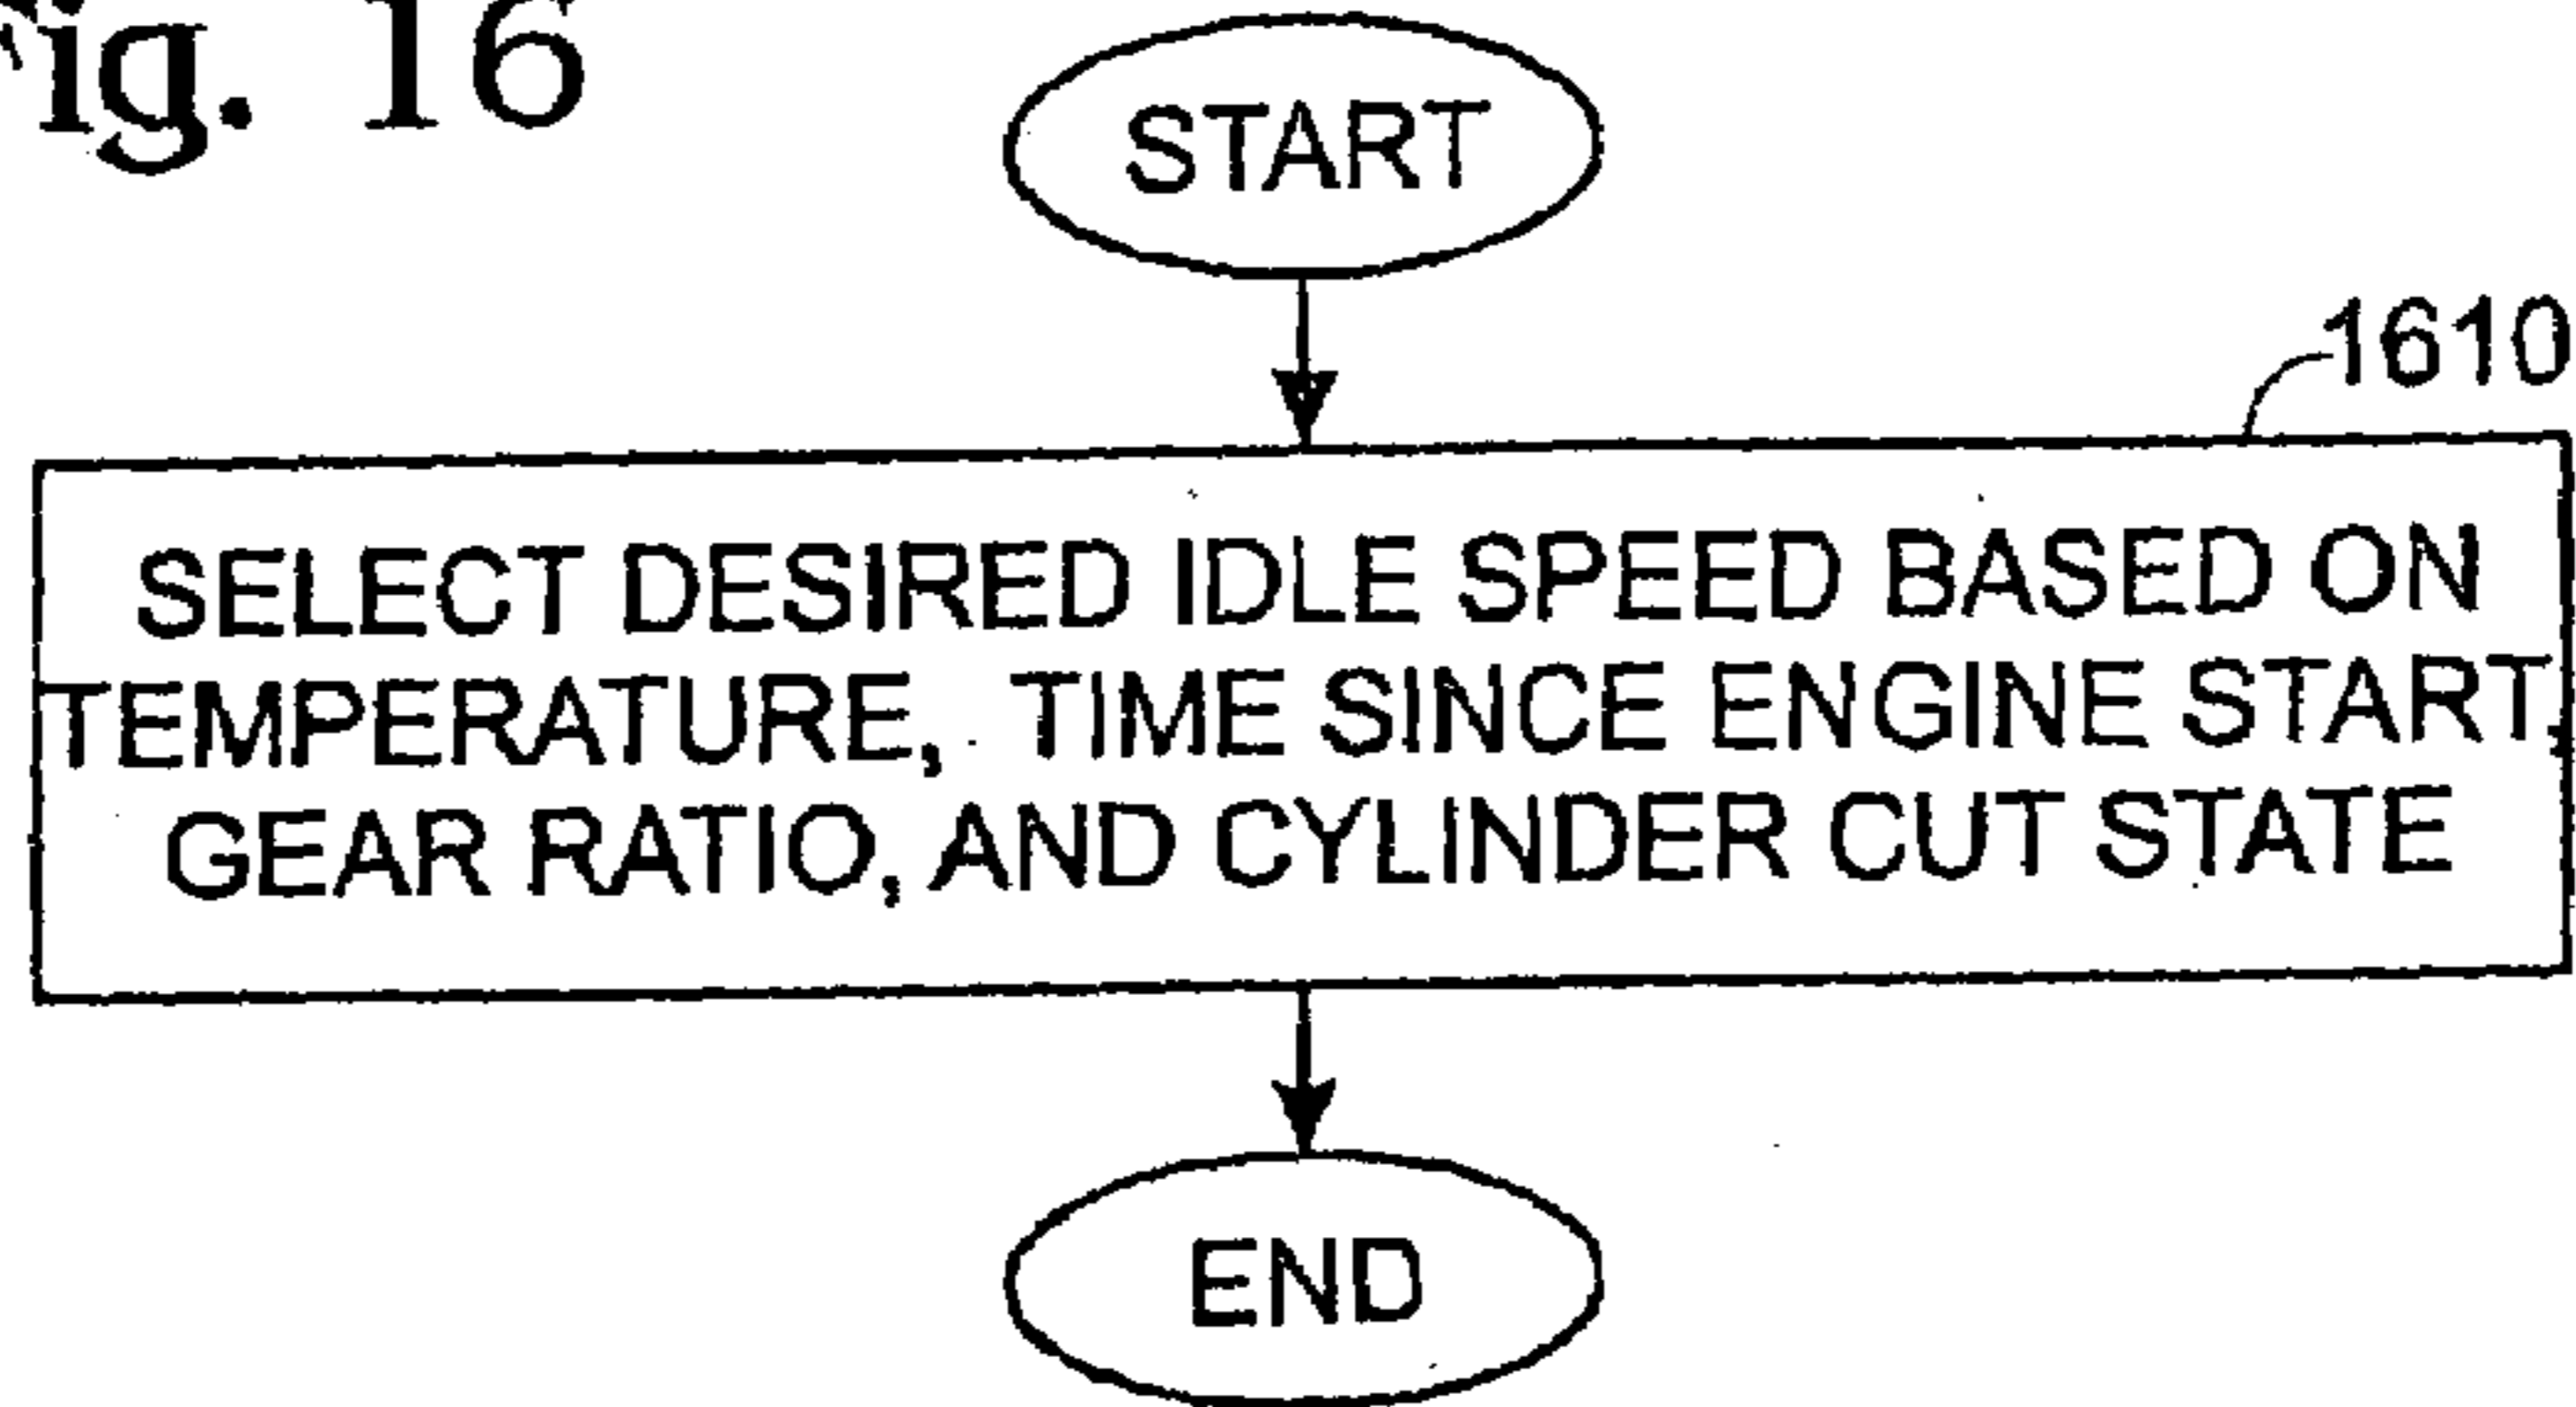 Fig. 16
START
1610
SELECT DESIRED IDLE SPEED BASED ON
TEMPERATURE, TIME SINCE ENGINE START,
GEAR RATIO, AND CYLINDER CUT STATE
END